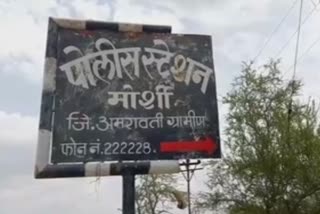 पोलीस स्टेशन
मोर्शी
जि. अमरावती ग्रामीण
फोन नं. 222228.